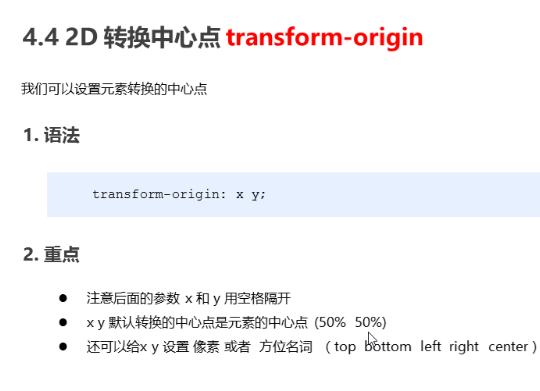 4.4 2D 转换中心点 transform-origin
我们可以设置元素转换的中心点
1. 语法
transform-origin: x y;
2. 重点
● 注意后面的参数 x 和 y 用空格隔开
● x y 默认转换的中心点是元素的中心点 (50% 50%)
● 还可以给x y 设置 像素 或者 方位名词 ( top bottom left right center )